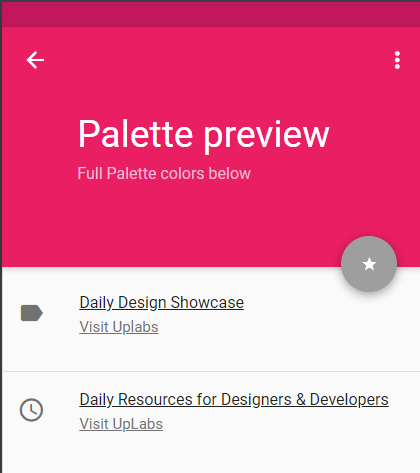 Palette preview
Full Palette colors below
Daily Design Showcase
Visit Uplabs
Daily Resources for Designers & Developers
Visit UpLabs